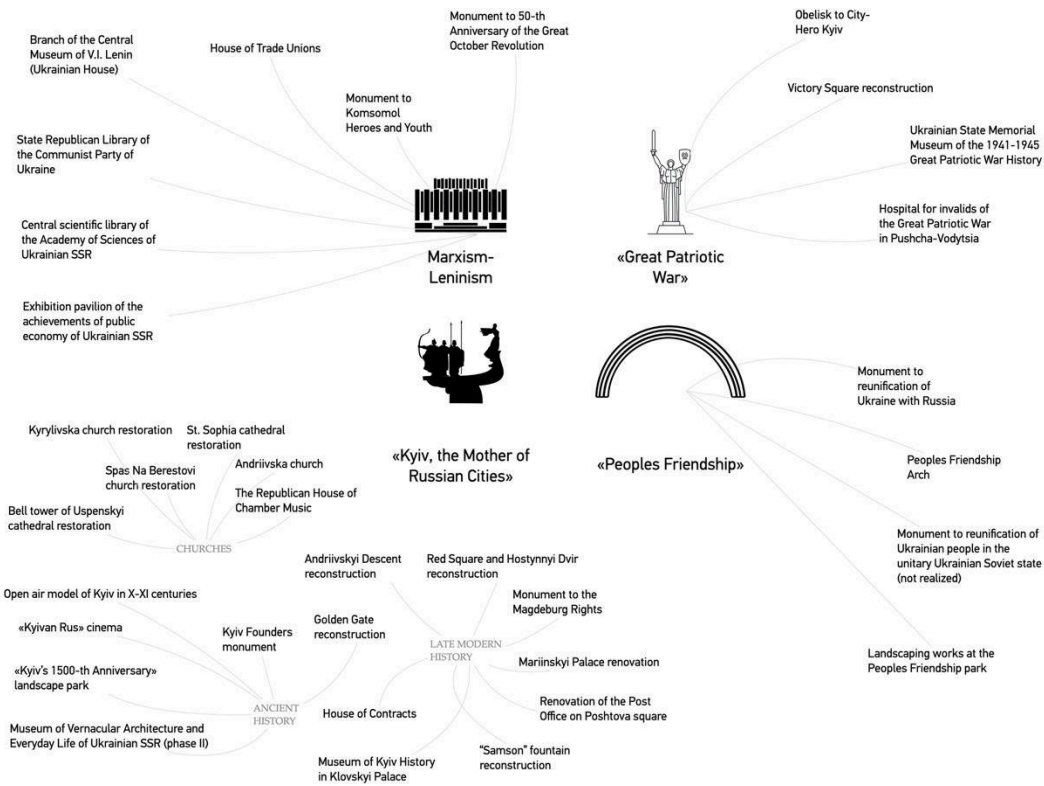 Monument to 50-th
Anniversary of the Great
October Revolution
Branch of the Central
Museum of V.I. Lenin
(Ukrainian House)
House of Trade Unions
Monument to
Komsomol
Heroes and Youth
State Republican Library of
the Communist Party of
Ukraine
Central scientific library of
the Academy of Sciences of
Ukrainian SSR
Exhibition pavilion of the
achievements of public
economy of Ukrainian SSR
Marxism-
Leninism
Obelisk to City-
Hero Kyiv
Victory Square reconstruction
Ukrainian State Memorial
Museum of the 1941-1945
Great Patriotic War History
Hospital for invalids of
the Great Patriotic War
in Pushcha-Vodytsia
«Great Patriotic
War»
«Kyiv, the Mother of
Russian Cities»
«Peoples Friendship»
Monument to
reunification of
Ukraine with Russia
Peoples Friendship
Arch
Monument to reunification of
Ukrainian people in the
unitary Ukrainian Soviet state
(not realized)
Landscaping works at the
Peoples Friendship park
Kyrylivska church restoration
St. Sophia cathedral
restoration
Spas Na Berestovi
church restoration
Andriivska church
The Republican House of
Chamber Music
Bell tower of Uspenskyi
cathedral restoration
CHURCHES
Open air model of Kyiv in X-XI centuries
«Kyivan Rus» cinema
Kyiv Founders
monument
Golden Gate
reconstruction
«Kyiv's 1500-th Anniversary»
landscape park
Museum of Vernacular Architecture and
Everyday Life of Ukrainian SSR (phase II)
ANCIENT
HISTORY
Andriivskyi Descent
reconstruction
Red Square and Hostynnyi Dvir
reconstruction
Monument to the
Magdeburg Rights
LATE MODERN
HISTORY
Mariinskyi Palace renovation
Renovation of the Post
Office on Poshtova square
House of Contracts
Museum of Kyiv History
in Klovskyi Palace
"Samson" fountain
reconstruction